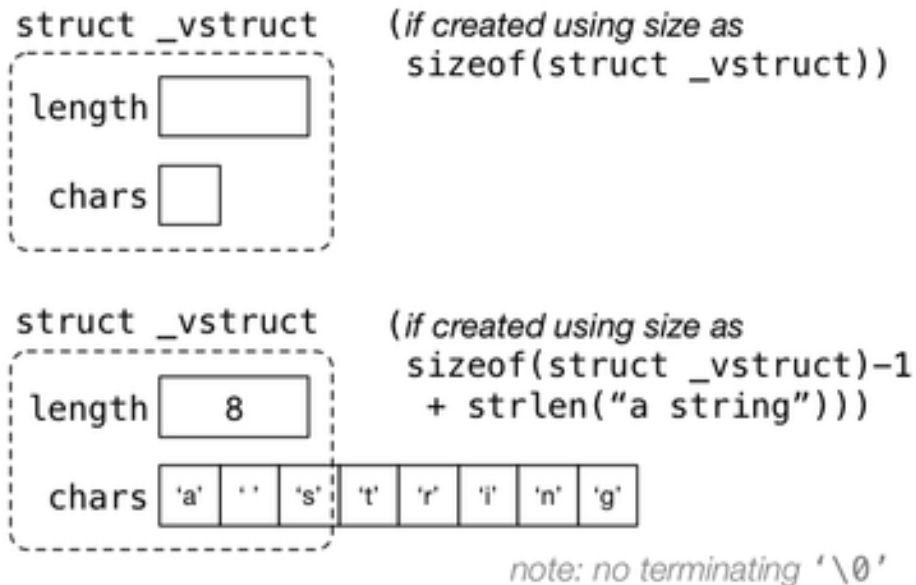 struct _vstruct (if created using size as
sizeof(struct _vstruct))
length
chars
struct _vstruct (if created using size as
sizeof(struct _vstruct)-1
+ strlen(“a string”)))
length 8
chars ‘a’ ‘ ’ ‘s’ ‘t’ ‘r’ ‘i’ ‘n’ ‘g’
note: no terminating ‘\0’